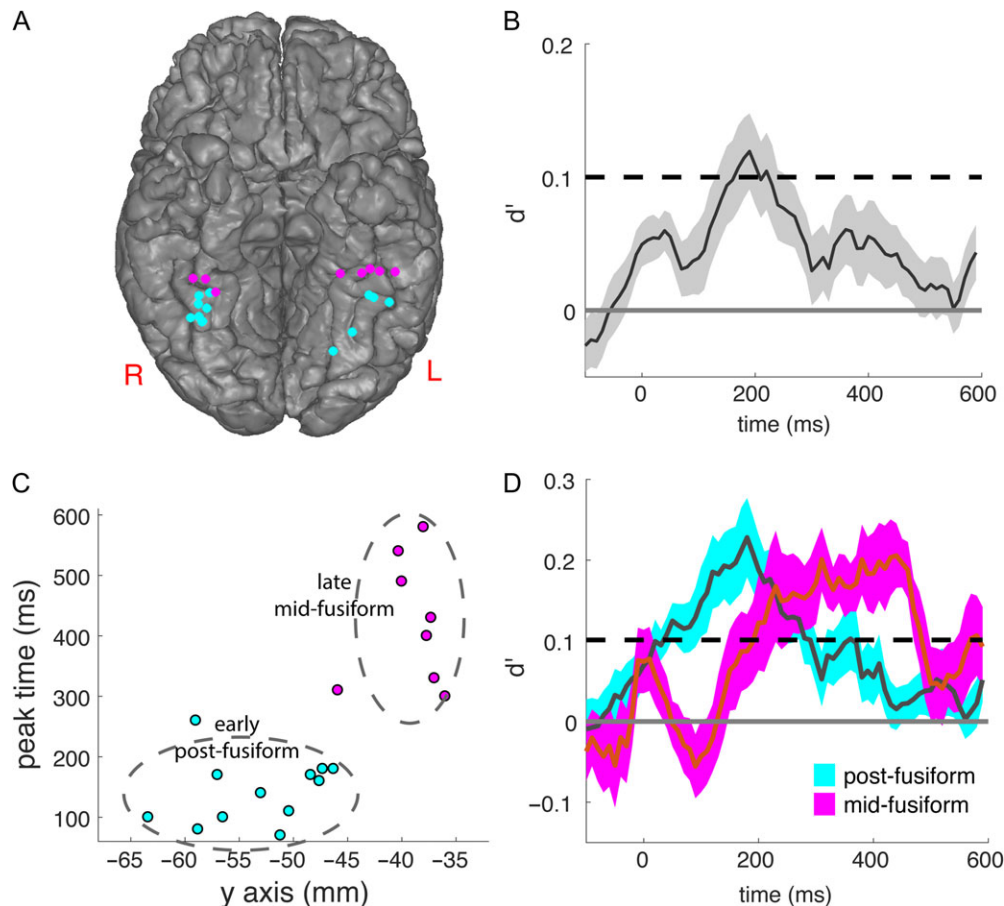 A
R
L
B
0.2
0.1
0
d'
0
200
400
600
time (ms)
C
600
500
400
300
200
100
peak time (ms)
late
mid-fusiform
early
post-fusiform
−65
−60
−55
−50
−45
−40
−35
y axis (mm)
D
0.3
0.2
0.1
0
−0.1
d'
post-fusiform
mid-fusiform
0
200
400
600
time (ms)